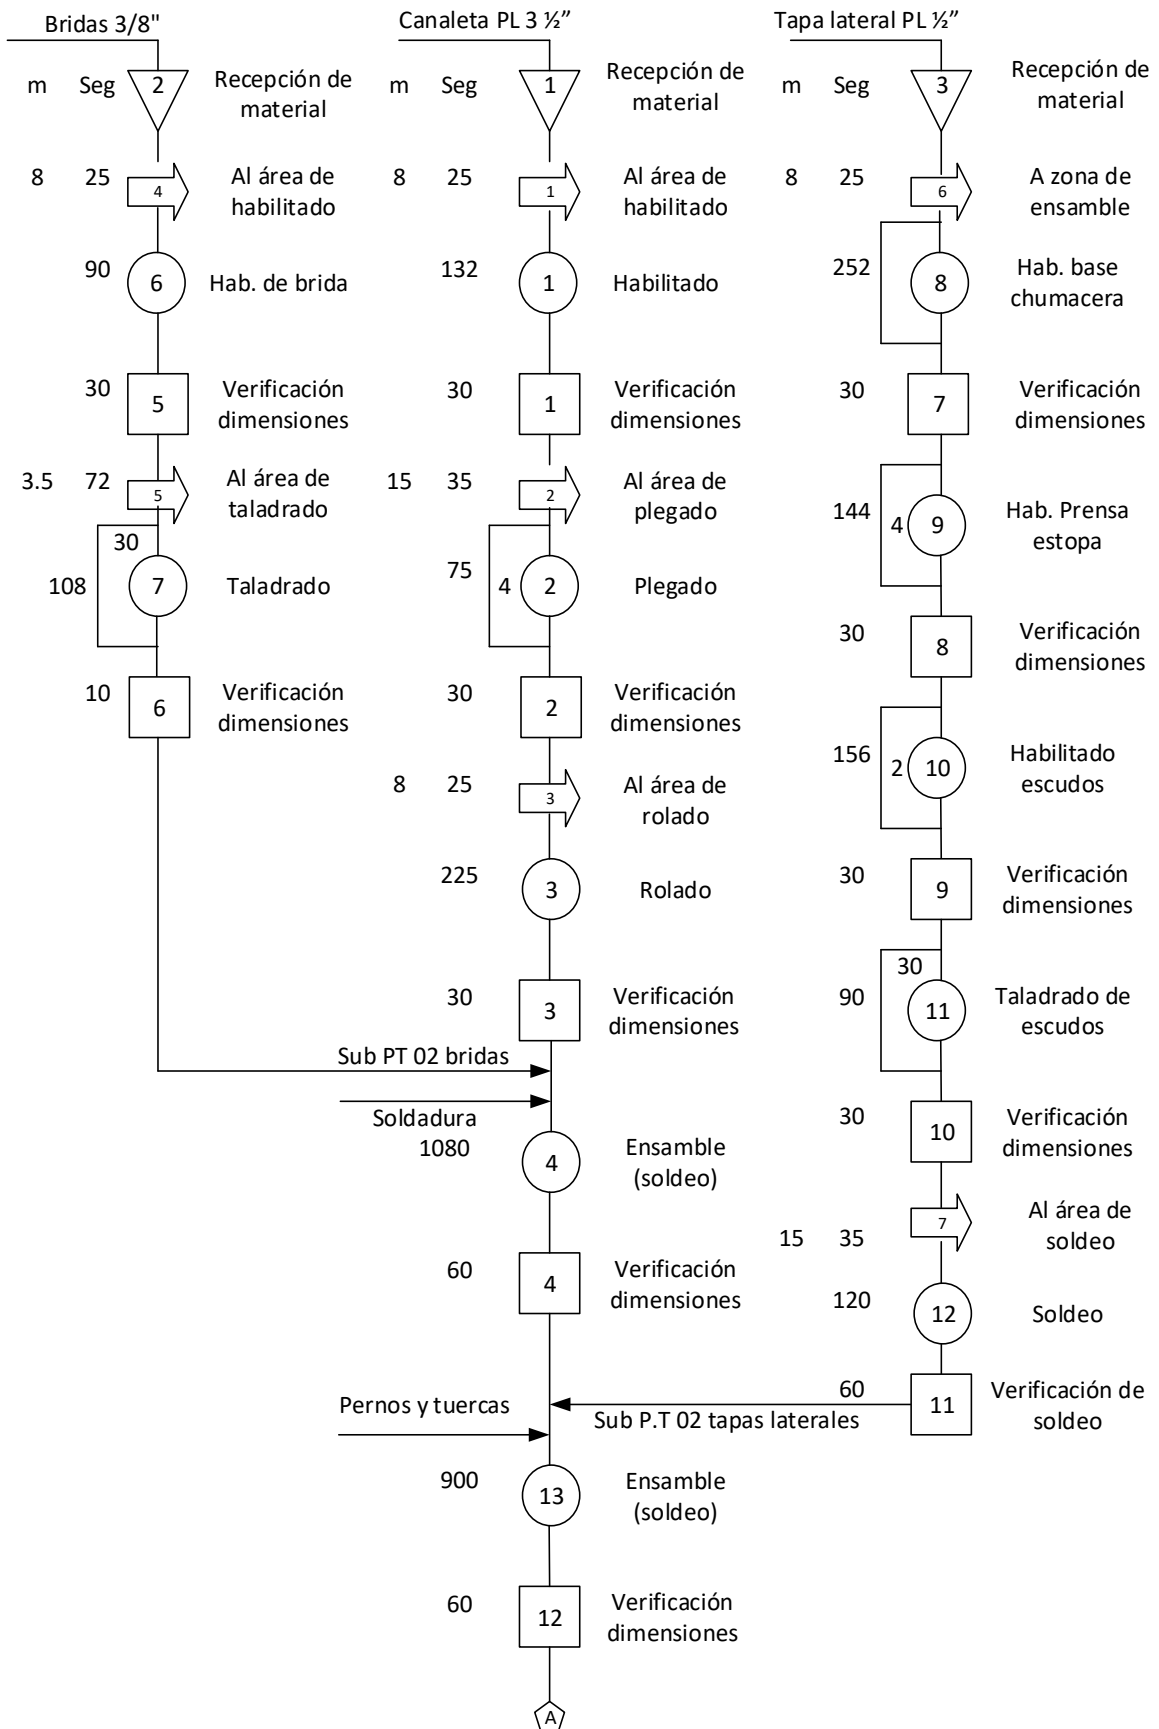 Bridas 3/8"
m Seg
2
Recepción de
material
8 25
4
Al área de
habilitado
90
6
Hab. de brida
30
5
Verificación
dimensiones
3.5 72
5
Al área de
taladrado
30
108
7
Taladrado
10
6
Verificación
dimensiones
Sub PT 02 bridas
Canaleta PL 3 ½”
m Seg
1
Recepción de
material
8 25
1
Al área de
habilitado
132
1
Habilitado
30
1
Verificación
dimensiones
15 35
2
Al área de
plegado
75
4
2
Plegado
30
2
Verificación
dimensiones
8 25
3
Al área de
rolado
225
3
Rolado
30
3
Verificación
dimensiones
Soldadura
1080
4
Ensamble
(soldeo)
60
4
Verificación
dimensiones
Pernos y tuercas
900
13
Ensamble
(soldeo)
60
12
Verificación
dimensiones
A
Tapa lateral PL ½”
m Seg
3
Recepción de
material
8 25
6
A zona de
ensamble
252
8
Hab. base
chumacera
30
7
Verificación
dimensiones
144
4
9
Hab. Prensa
estopa
30
8
Verificación
dimensiones
156
2
10
Habilitado
escudos
30
9
Verificación
dimensiones
30
90
11
Taladrado de
escudos
30
10
Verificación
dimensiones
15 35
7
Al área de
soldeo
120
12
Soldeo
60
11
Verificación de
soldeo
Sub P.T 02 tapas laterales